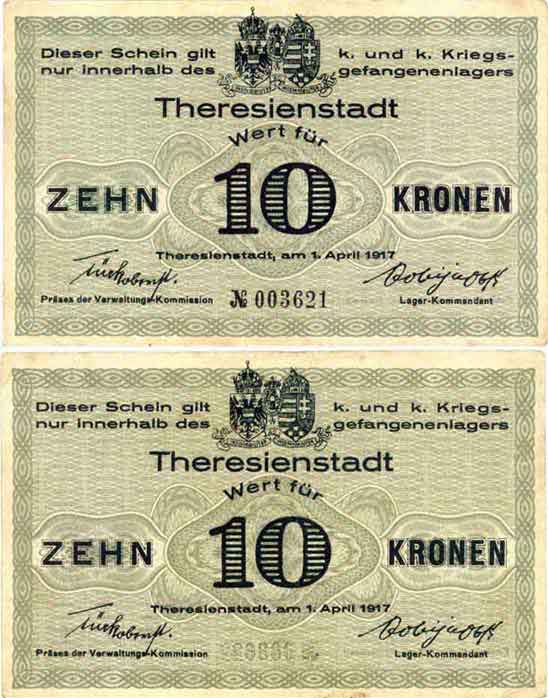 Dieser Schein gilt k. und k. Kriegs-
nur innerhalb des gefangenenlagers
Theresienstadt
Wert für
ZEHN 10 KRONEN
Theresienstadt, am 1. April 1917
Präses der Verwaltungs-Kommission № 003621 Lager-Kommandant
Dieser Schein gilt k. und k. Kriegs-
nur innerhalb des gefangenenlagers
Theresienstadt
Wert für
ZEHN 10 KRONEN
Theresienstadt, am 1. April 1917
Präses der Verwaltungs-Kommission Lager-Kommandant